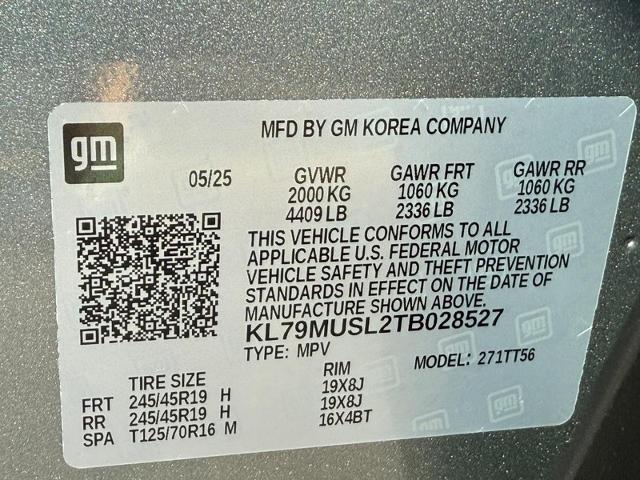 gm
MFD BY GM KOREA COMPANY
05/25 GVWR GAWR FRT GAWR RR
2000 KG 1060 KG 1060 KG
4409 LB 2336 LB 2336 LB
THIS VEHICLE CONFORMS TO ALL
APPLICABLE U.S. FEDERAL MOTOR
VEHICLE SAFETY AND THEFT PREVENTION
STANDARDS IN EFFECT ON THE DATE OF
MANUFACTURE SHOWN ABOVE.
KL79MUSL2TB028527
TYPE: MPV MODEL: 271TT56
TIRE SIZE RIM
FRT 245/45R19 H 19X8J
RR 245/45R19 H 19X8J
SPA T125/70R16 M 16X4BT